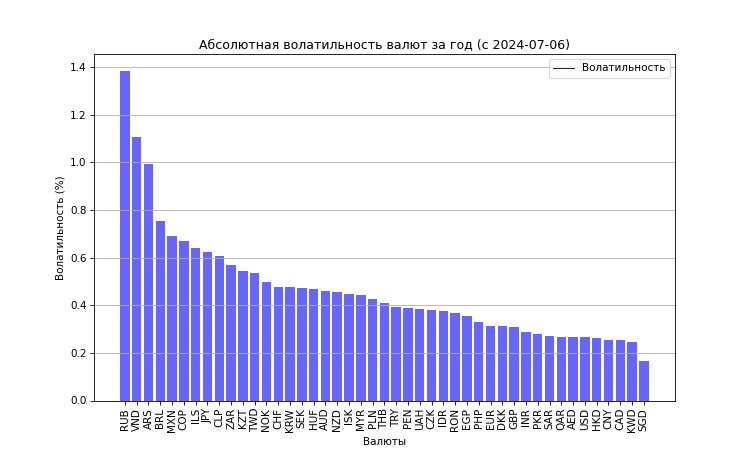 Абсолютная волатильность валют за год (с 2024-07-06)
Волатильность
1.4
1.2
1.0
0.8
0.6
0.4
0.2
0.0
Волатильность (%)
RUB VND ARS BRL MXN COP ILS JPY CLP ZAR KZT TWD NOK CHF KRW SEK HUF AUD NZD ISK MYR PLN THB TRY PEN UAH CZK IDR RON EGP PHP EUR DKK GBP INR PKR SAR QAR AED USD HKD CNY CAD KWD SGD
Валюты